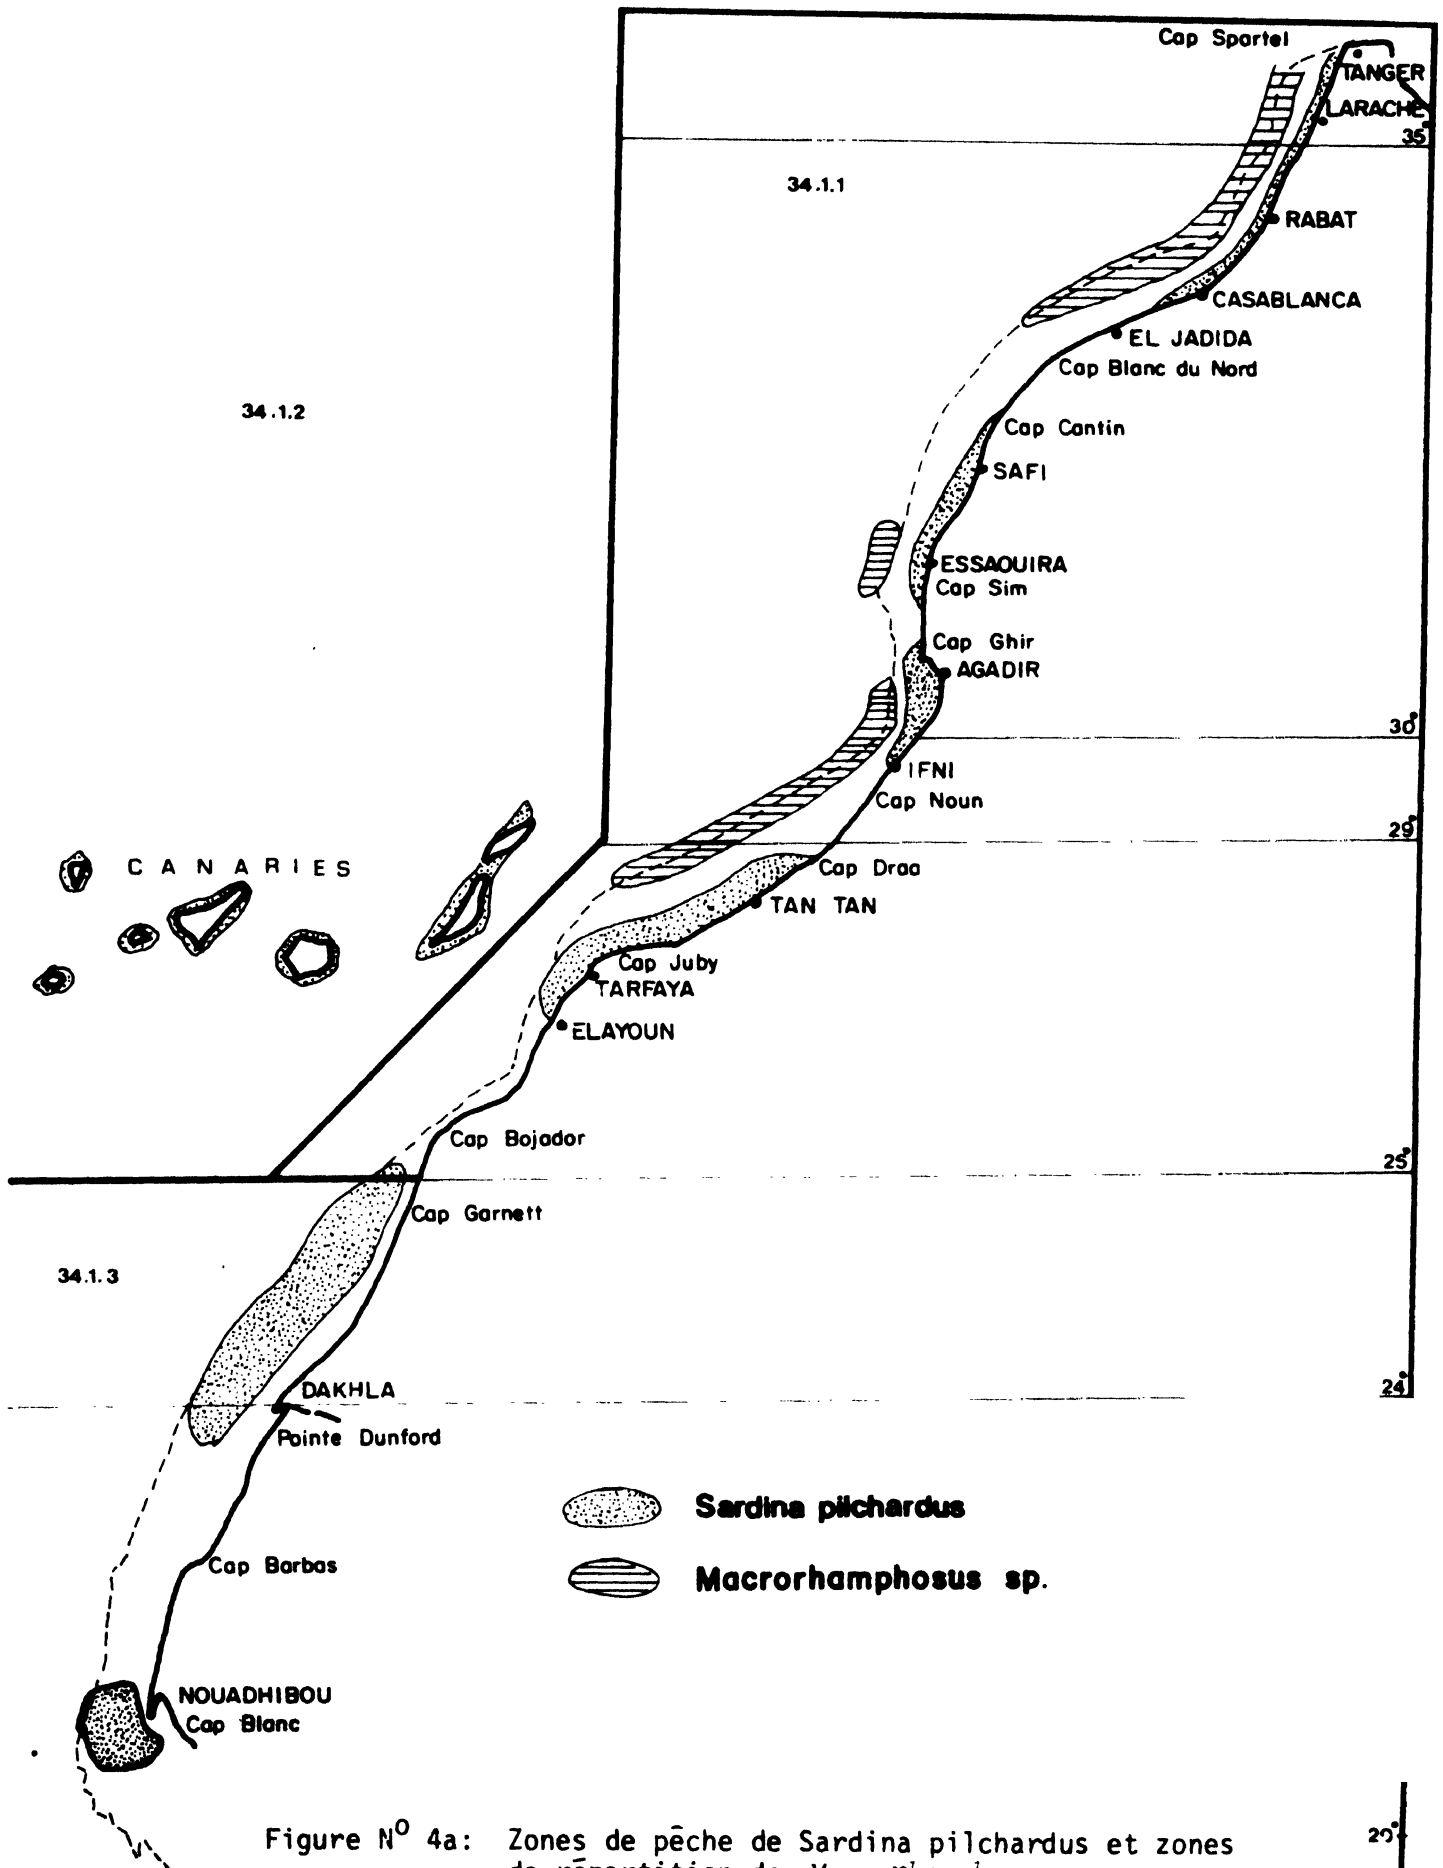 Cap Spartel
TANGER
LARACHE
35°
34.1.1
RABAT
CASABLANCA
EL JADIDA
Cap Blanc du Nord
34.1.2
Cap Cantin
SAFI
ESSAOUIRA
Cap Sim
Cap Ghir
AGADIR
30°
IFNI
Cap Noun
29°
CANARIES
Cap Draa
TAN TAN
Cap Juby
TARFAYA
ELAYOUN
Cap Bojador
25°
Cap Garnett
34.1.3
DAKHLA
24°
Pointe Dunford
Sardina pilchardus
Cap Barbas
Macrorhamphosus sp.
NOUADHIBOU
Cap Blanc
20°
Figure N° 4a: Zones de pêche de Sardina pilchardus et zones